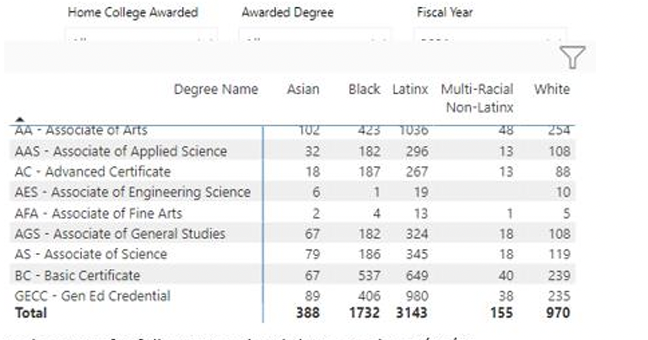 Home College Awarded Awarded Degree Fiscal Year
Degree Name Asian Black Latinx Multi-Racial Non-Latinx White
AA - Associate of Arts 102 423 1036 48 254
AAS - Associate of Applied Science 32 182 296 13 108
AC - Advanced Certificate 18 187 267 13 88
AES - Associate of Engineering Science 6 1 19 10
AFA - Associate of Fine Arts 2 4 13 1 5
AGS - Associate of General Studies 67 182 324 18 108
AS - Associate of Science 79 186 345 18 119
BC - Basic Certificate 67 537 649 40 239
GECC - Gen Ed Credential 89 406 980 38 235
Total 388 1732 3143 155 970